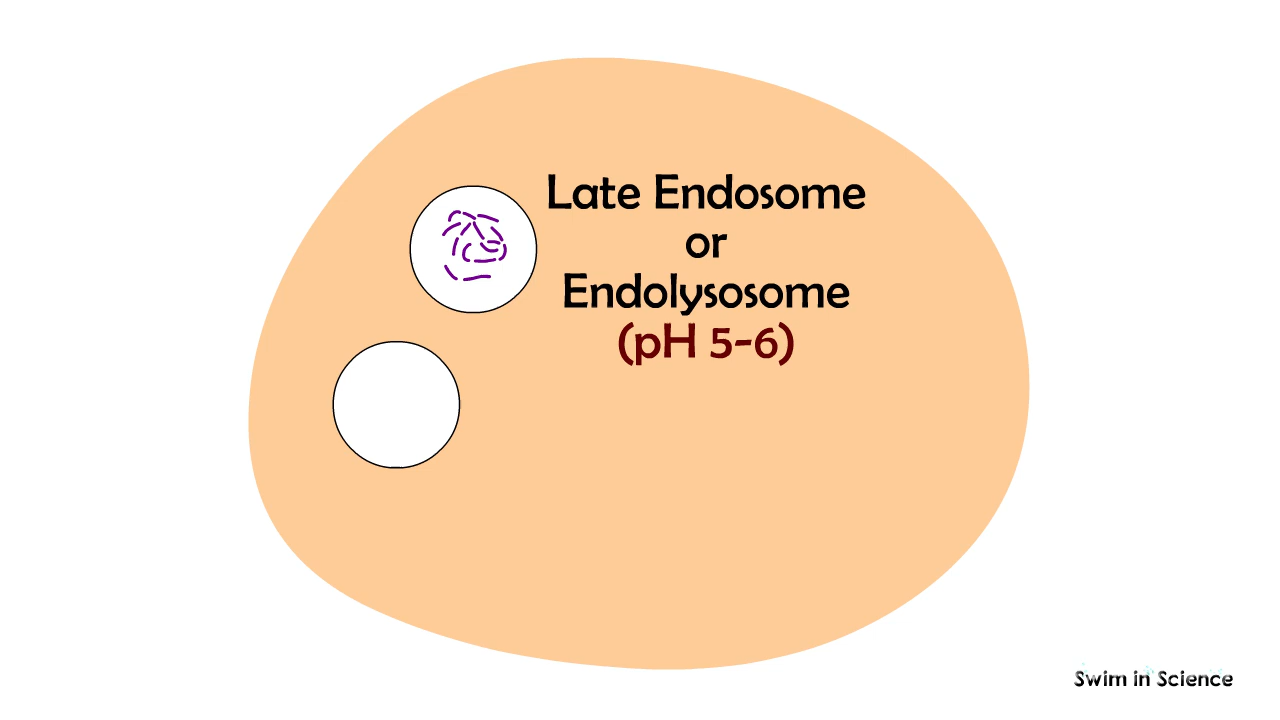 Late Endosome
or
Endolysosome
(pH 5-6)
Swim in Science